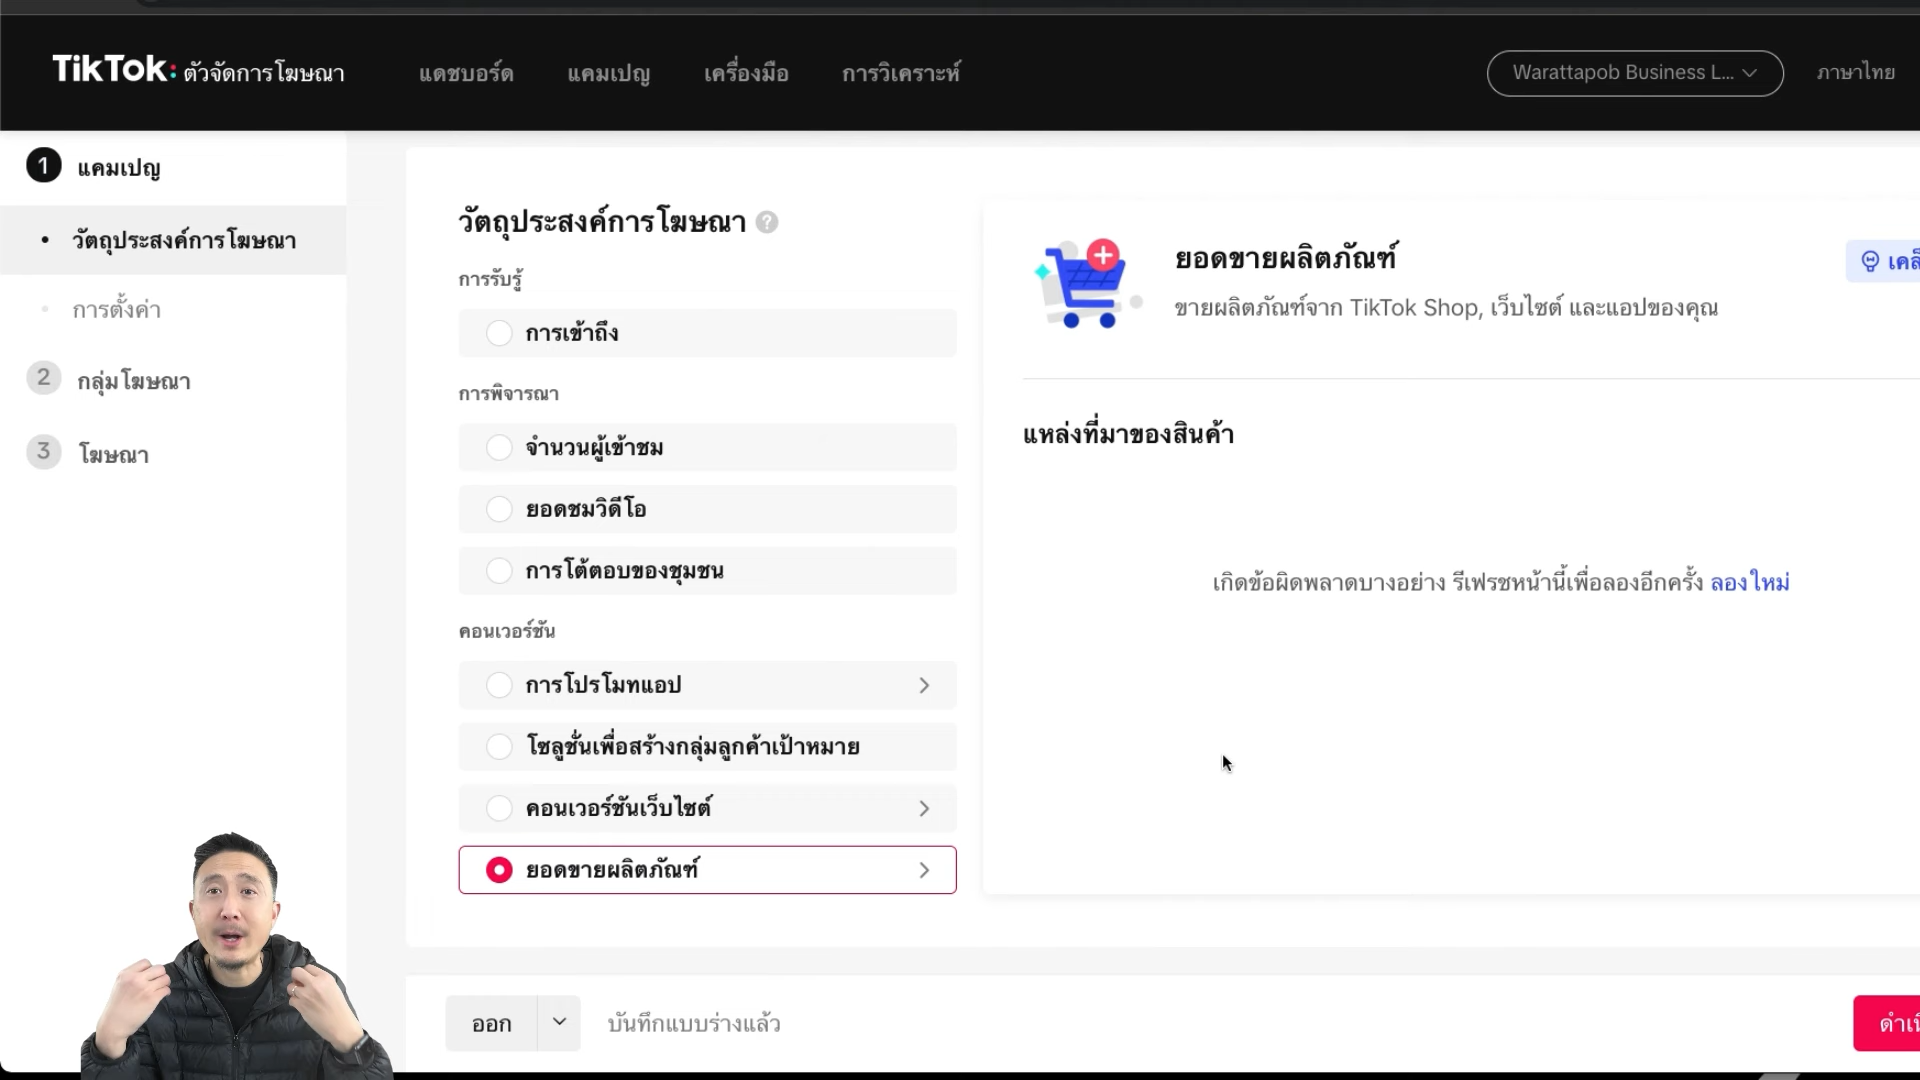 TikTok: ตัวจัดการโฆษณา
แดชบอร์ด
แคมเปญ
เครื่องมือ
การวิเคราะห์
Warattapob Business L...
ภาษาไทย
1 แคมเปญ
• วัตถุประสงค์การโฆษณา
• การตั้งค่า
2 กลุ่มโฆษณา
3 โฆษณา
วัตถุประสงค์การโฆษณา ?
การรับรู้
การเข้าถึง
การพิจารณา
จำนวนผู้เข้าชม
ยอดชมวิดีโอ
การโต้ตอบของชุมชน
คอนเวอร์ชัน
การโปรโมทแอป
โซลูชั่นเพื่อสร้างกลุ่มลูกค้าเป้าหมาย
คอนเวอร์ชันเว็บไซต์
ยอดขายผลิตภัณฑ์
ยอดขายผลิตภัณฑ์
ขายผลิตภัณฑ์จาก TikTok Shop, เว็บไซต์ และแอปของคุณ
แหล่งที่มาของสินค้า
เกิดข้อผิดพลาดบางอย่าง รีเฟรชหน้านี้เพื่อลองอีกครั้ง ลองใหม่
ออก
บันทึกแบบร่างแล้ว